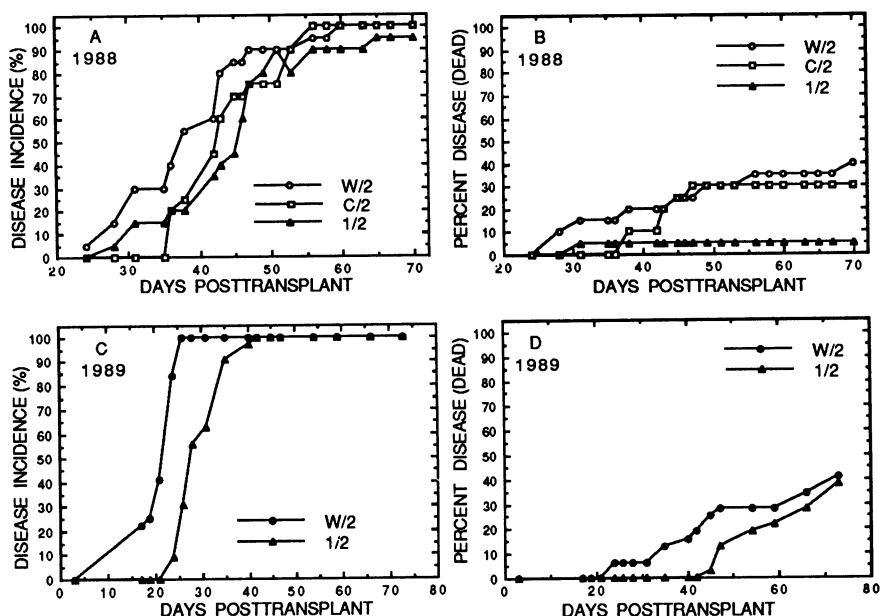 A
1988
DISEASE INCIDENCE (%)
100
90
80
70
60
50
40
30
20
10
0
20 30 40 50 60 70
DAYS POSTTRANSPLANT
W/2
C/2
1/2
B
1988
PERCENT DISEASE (DEAD)
100
90
80
70
60
50
40
30
20
10
0
20 30 40 50 60 70
DAYS POSTTRANSPLANT
W/2
C/2
1/2
C
1989
DISEASE INCIDENCE (%)
100
90
80
70
60
50
40
30
20
10
0
0 10 20 30 40 50 60 70 80
DAYS POSTTRANSPLANT
W/2
1/2
D
1989
PERCENT DISEASE (DEAD)
100
90
80
70
60
50
40
30
20
10
0
0 20 40 60 80
DAYS POSTTRANSPLANT
W/2
1/2